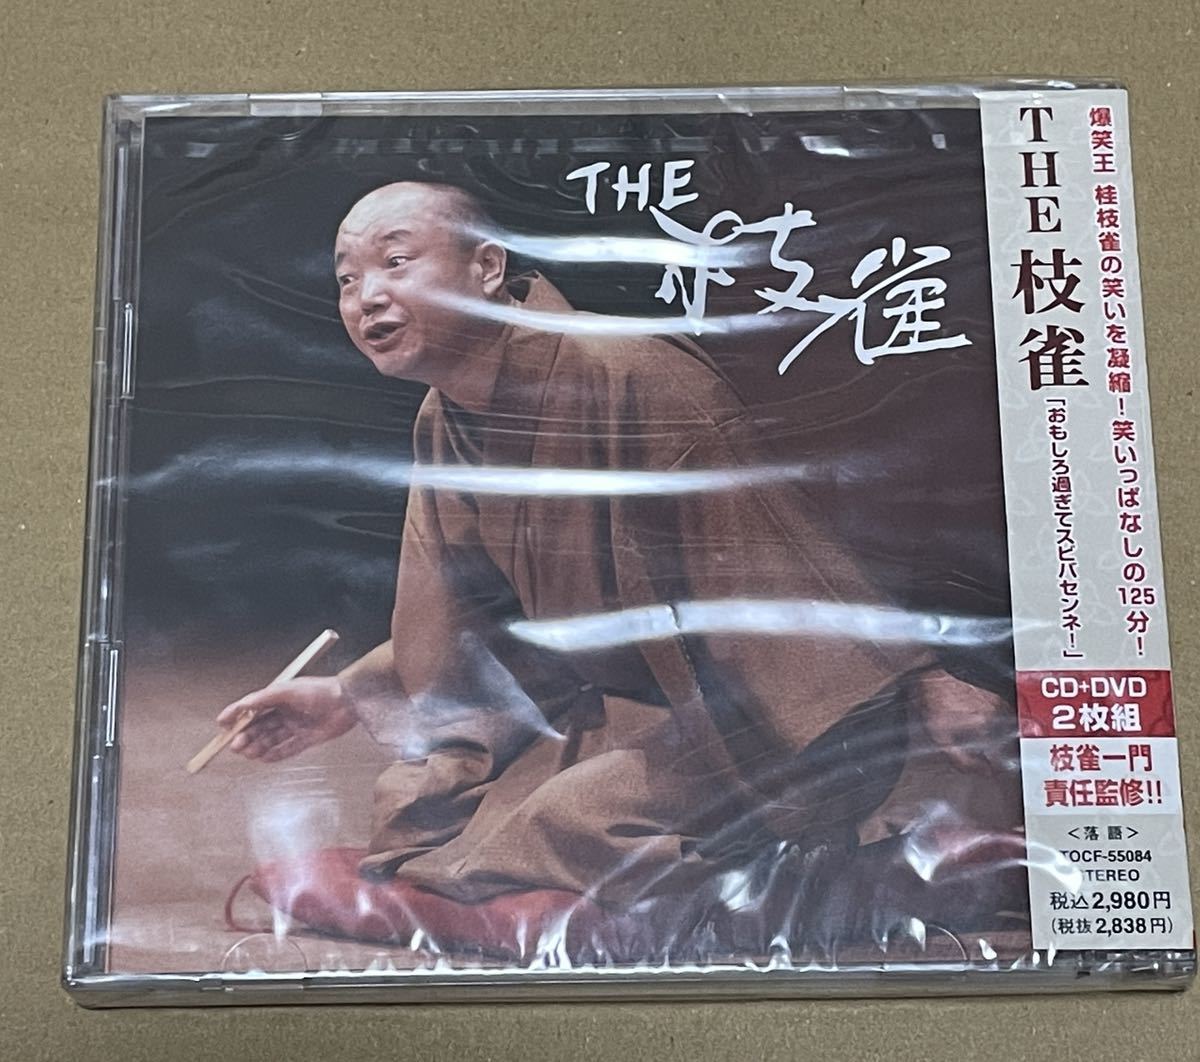 THE
枝雀
爆笑王 桂枝雀の笑いを凝縮！笑いっぱなしの125分！
THE枝雀
「おもしろ過ぎてスビバセンネ！」
CD+DVD
2枚組
枝雀一門
責任監修!!
＜落語＞
TOCF-55084
STEREO
税込2,980円
(税抜2,838円)